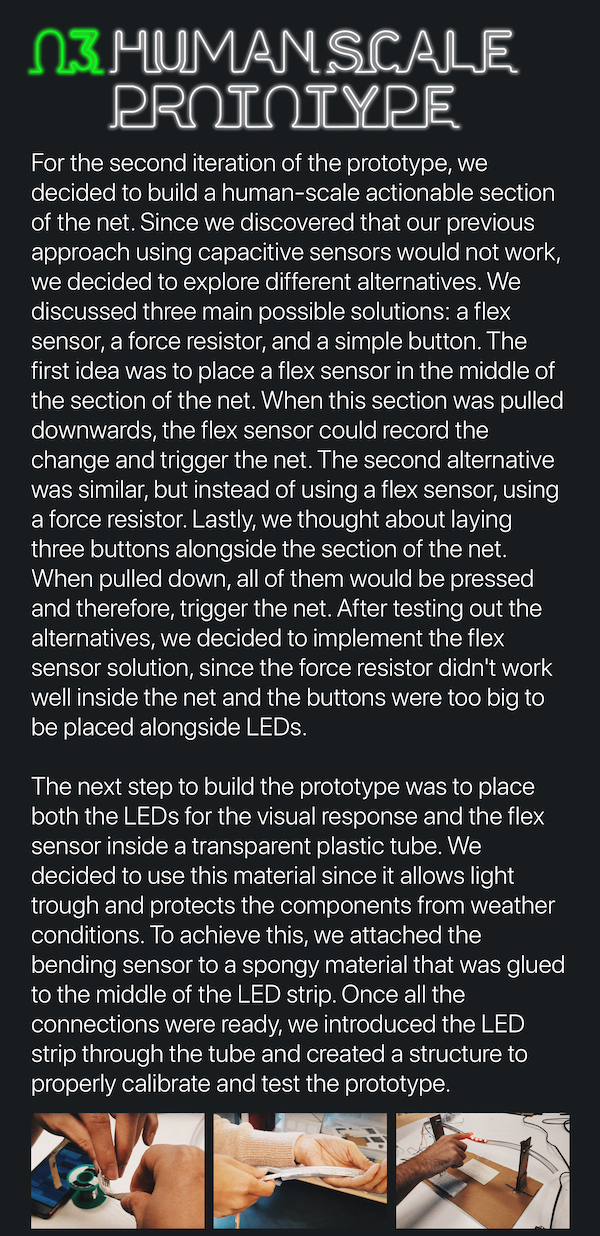 03 HUMAN SCALE
PROTOTYPE
For the second iteration of the prototype, we
decided to build a human-scale actionable section
of the net. Since we discovered that our previous
approach using capacitive sensors would not work,
we decided to explore different alternatives. We
discussed three main possible solutions: a flex
sensor, a force resistor, and a simple button. The
first idea was to place a flex sensor in the middle of
the section of the net. When this section was pulled
downwards, the flex sensor could record the
change and trigger the net. The second alternative
was similar, but instead of using a flex sensor, using
a force resistor. Lastly, we thought about laying
three buttons alongside the section of the net.
When pulled down, all of them would be pressed
and therefore, trigger the net. After testing out the
alternatives, we decided to implement the flex
sensor solution, since the force resistor didn't work
well inside the net and the buttons were too big to
be placed alongside LEDs.
The next step to build the prototype was to place
both the LEDs for the visual response and the flex
sensor inside a transparent plastic tube. We
decided to use this material since it allows light
trough and protects the components from weather
conditions. To achieve this, we attached the
bending sensor to a spongy material that was glued
to the middle of the LED strip. Once all the
connections were ready, we introduced the LED
strip through the tube and created a structure to
properly calibrate and test the prototype.